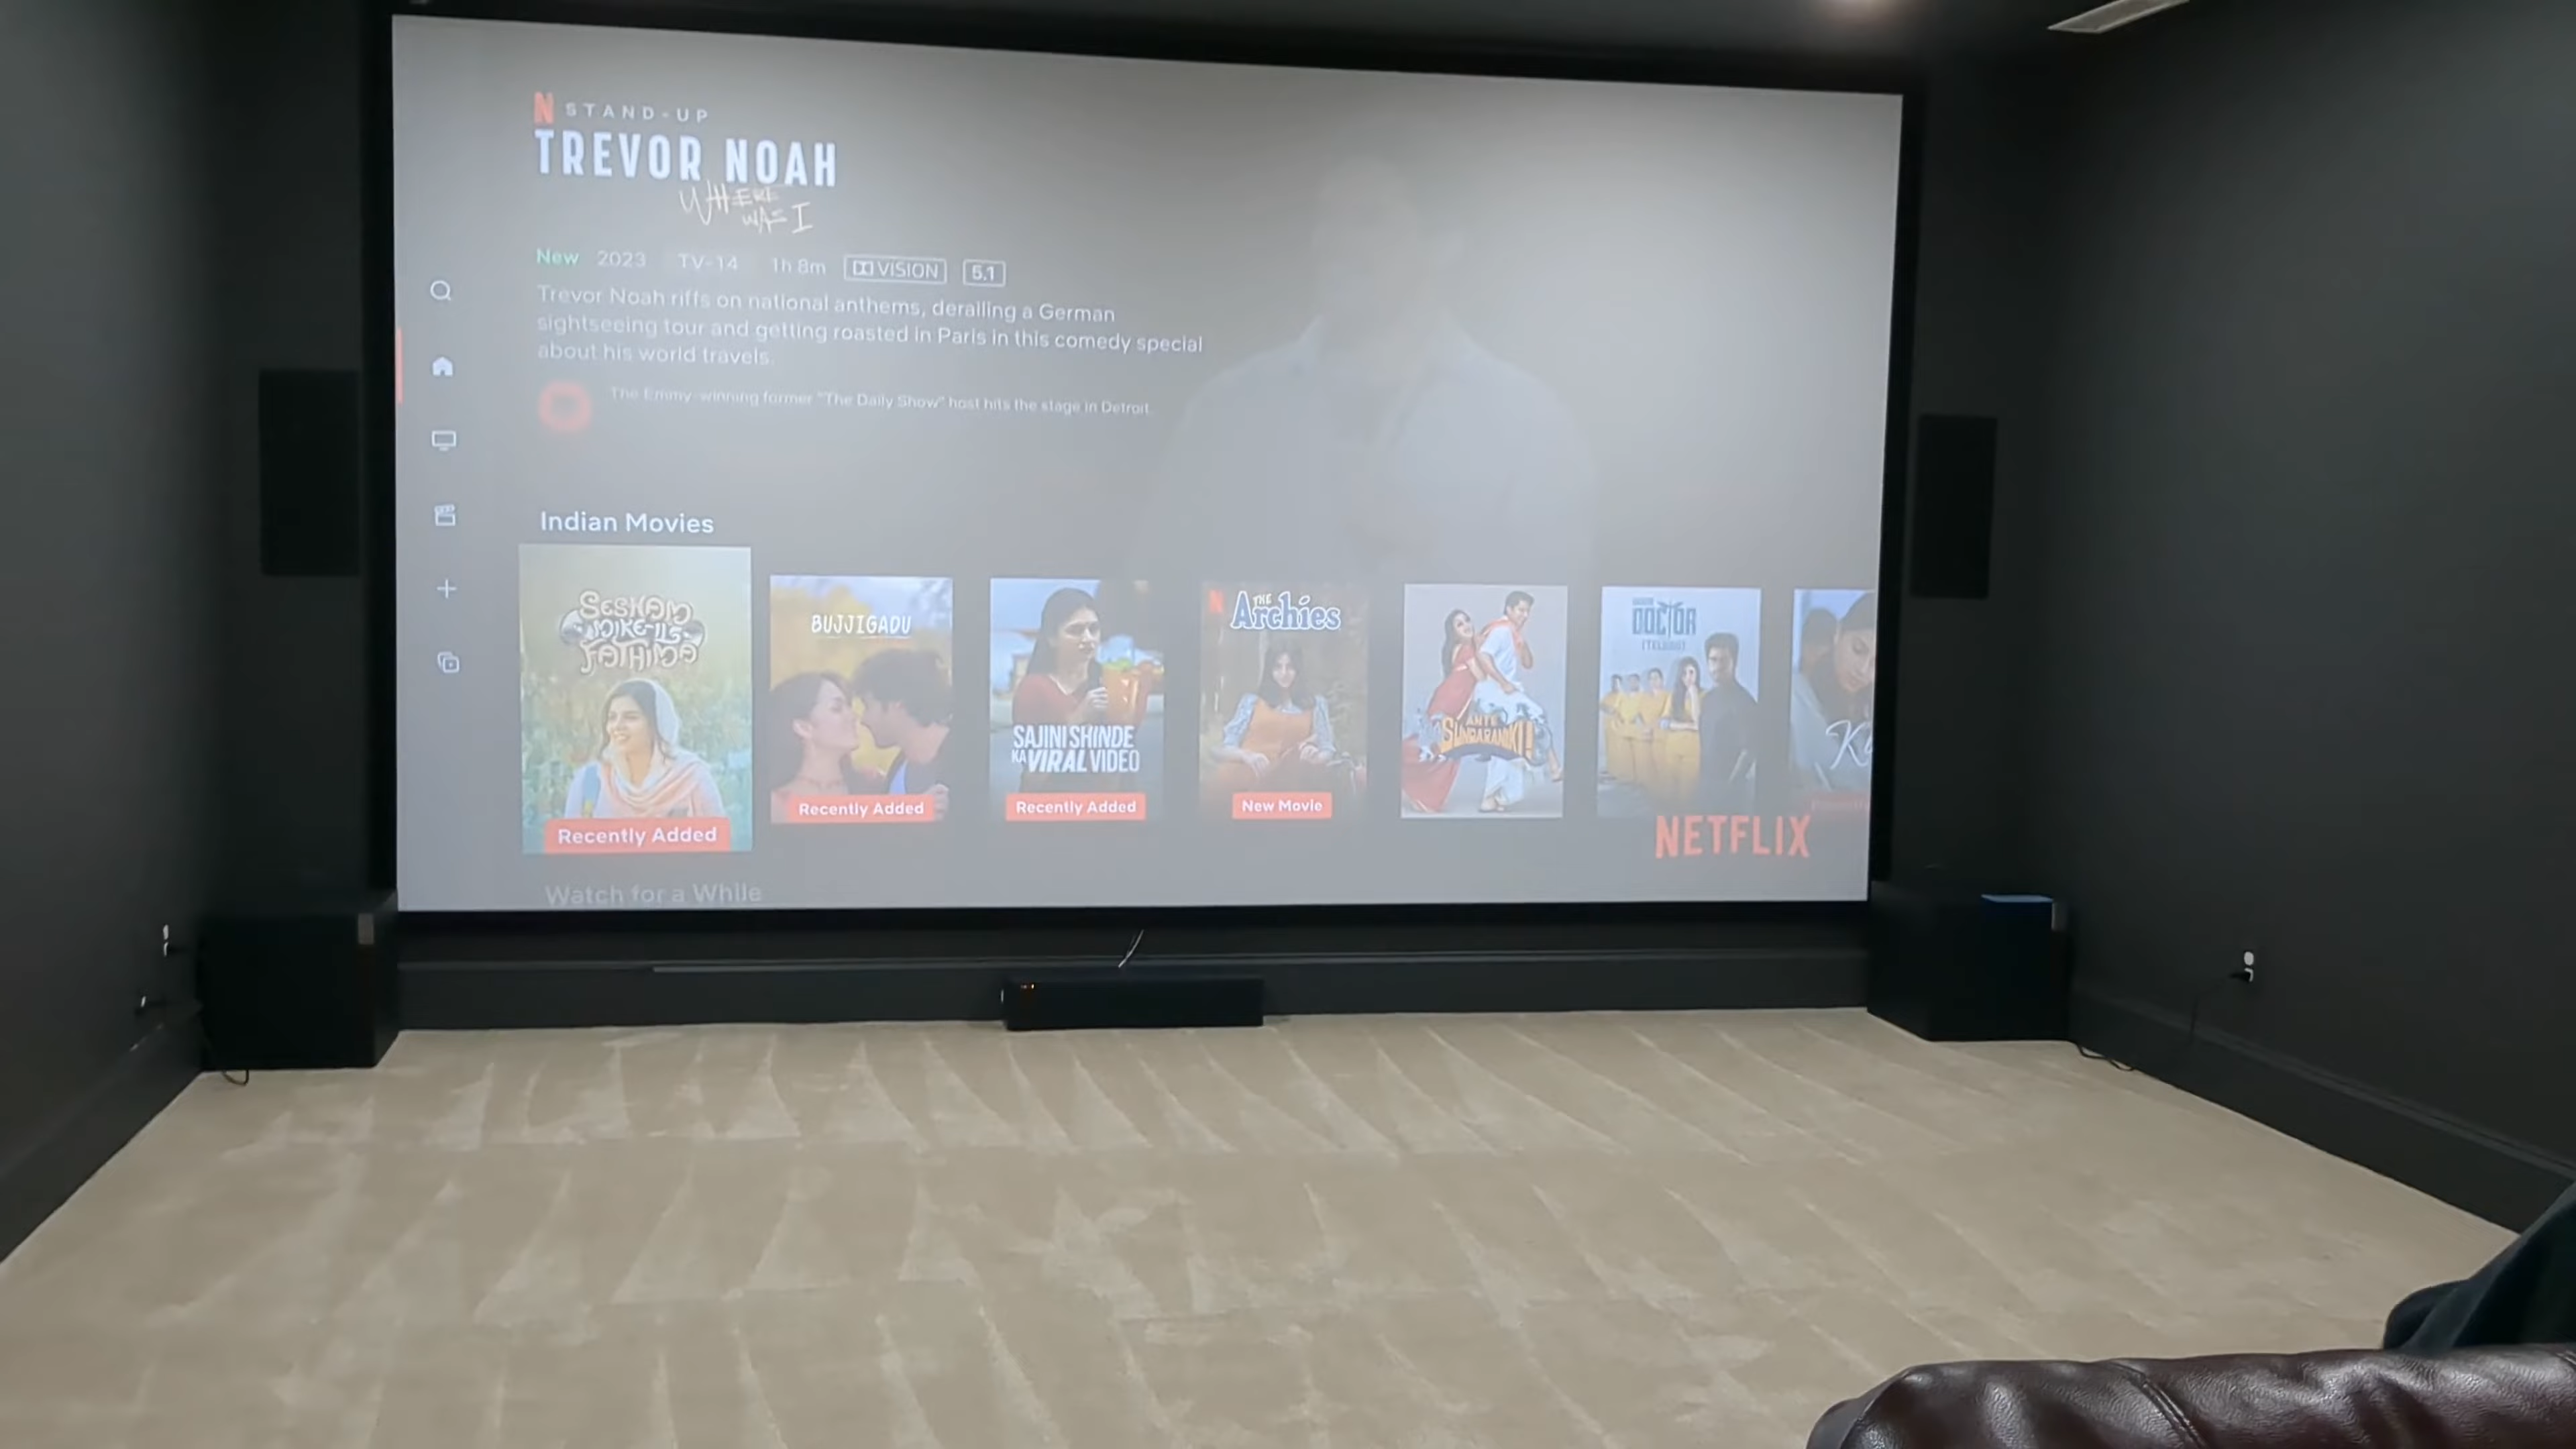 N STAND-UP
TREVOR NOAH
WHERE
WAS I
New 2023 TV-14 1h 8m VISION 5.1
Trevor Noah riffs on national anthems, derailing a German
sightseeing tour and getting roasted in Paris in this comedy special
about his world travels.
The Emmy-winning former "The Daily Show" host hits the stage in Detroit.
Indian Movies
SESHAM
MIKE-IL
FATHIMA
Recently Added
BUJJIGADU
Recently Added
SAJINI SHINDE
KA VIRAL VIDEO
Recently Added
N
THE
Archies
New Movie
ANTE
SUNDARANIKI!
DOCTOR
(TELUGU)
NETFLIX
Watch for a While